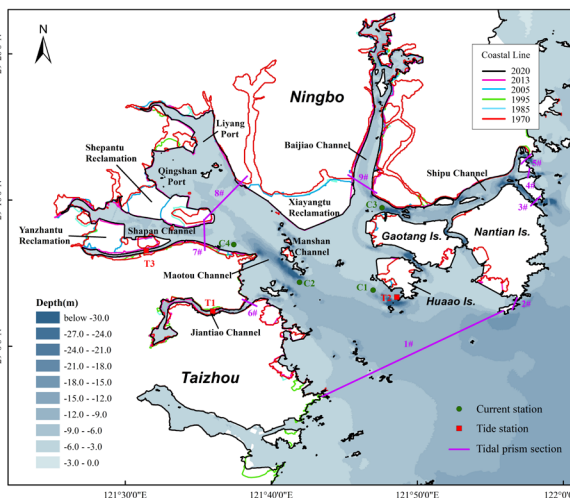 N
Ningbo
Coastal Line
2020
2013
2005
1995
1985
1970
Liyang
Port
Shepantu
Reclamation
Baijiao Channel
Qingshan
Port
Shipu Channel
5#
4#
8#
9#
3#
Xiayangtu
Reclamation
C3
Yanzhantu
Reclamation
Shapan Channel
Gaotang Is.
Nantian Is.
Manshan
Channel
C4
7#
T3
Maotou Channel
C2
C1
T2
Huaao Is.
2#
Depth(m)
below -30.0
-27.0 - -24.0
-24.0 - -21.0
-21.0 - -18.0
-18.0 - -15.0
-15.0 - -12.0
-12.0 - -9.0
-9.0 - -6.0
-6.0 - -3.0
-3.0 - 0.0
T1
6#
Jiantiao Channel
1#
Taizhou
Current station
Tide station
Tidal prism section
121°30'0"E
121°40'0"E
121°50'0"E
122°0'0"E